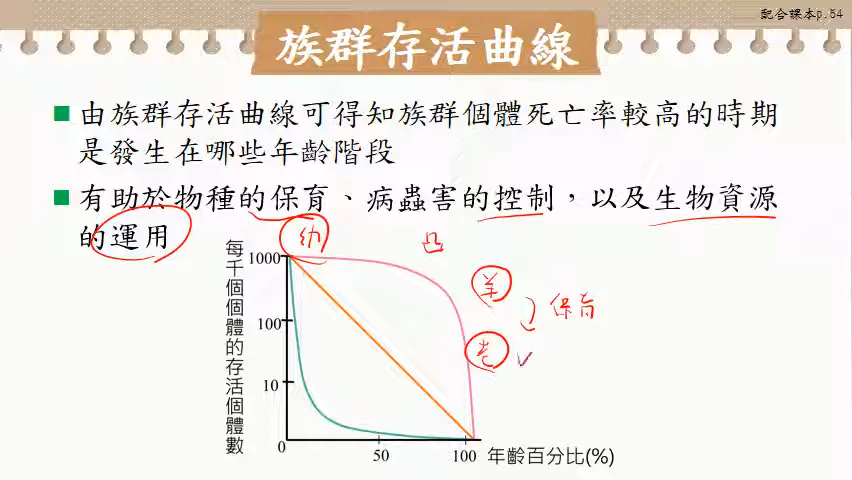 配合課本p.54
族群存活曲線
由族群存活曲線可得知族群個體死亡率較高的時期
是發生在哪些年齡階段
有助於物種的保育、病蟲害的控制，以及生物資源
的運用
幼
凸
每千個個體的存活個體數
1000
100
10
0
50
100
年齡百分比(%)
保育
老